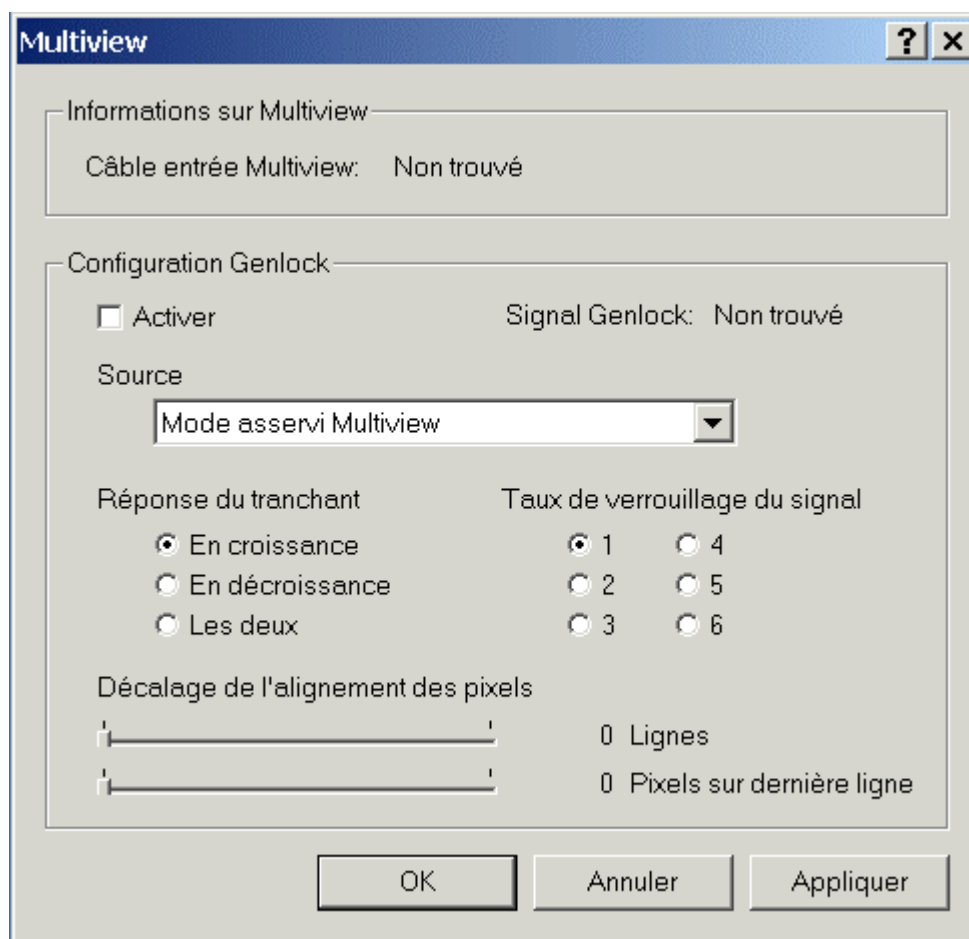 Multiview
Informations sur Multiview
Câble entrée Multiview: Non trouvé
Configuration Genlock
Activer
Signal Genlock: Non trouvé
Source
Mode asservi Multiview
Réponse du tranchant
En croissance
En décroissance
Les deux
Taux de verrouillage du signal
1 4
2 5
3 6
Décalage de l'alignement des pixels
0 Lignes
0 Pixels sur dernière ligne
OK Annuler Appliquer